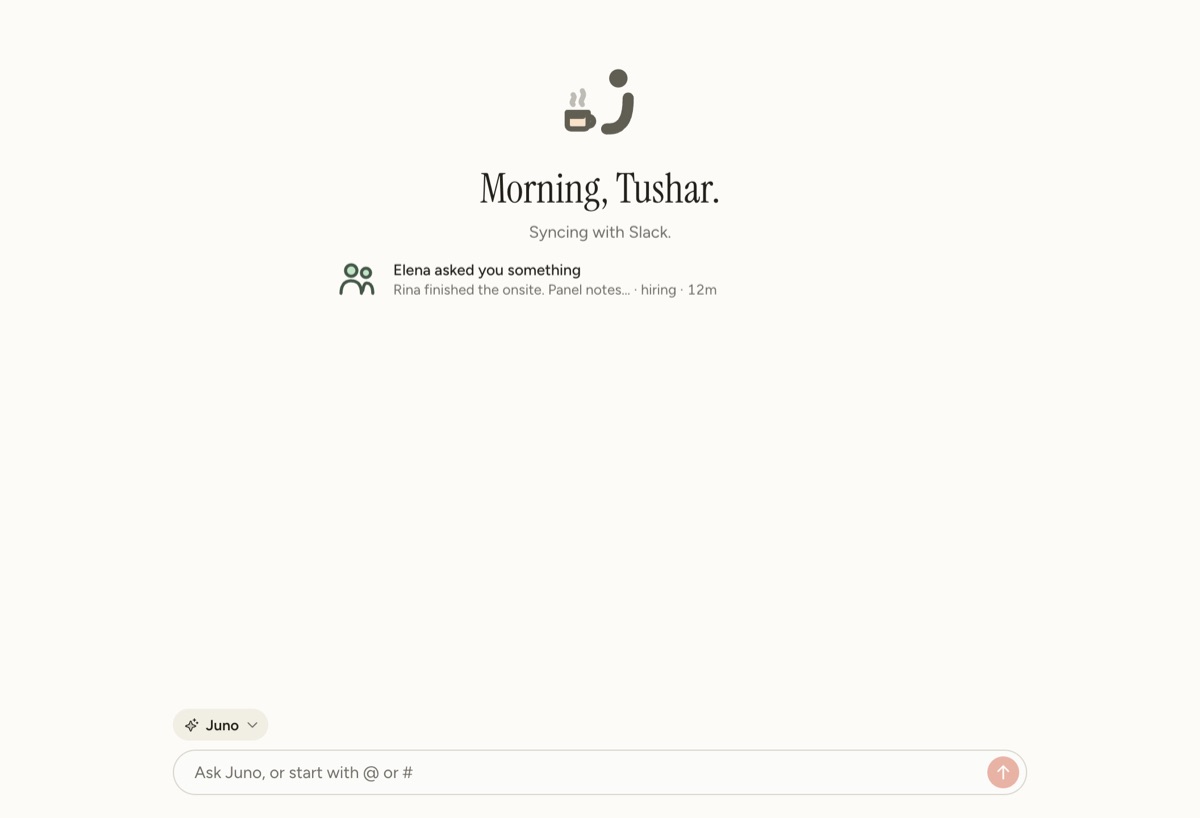 Morning, Tushar.
Syncing with Slack.
Elena asked you something
Rina finished the onsite. Panel notes... · hiring · 12m
Juno
Ask Juno, or start with @ or #